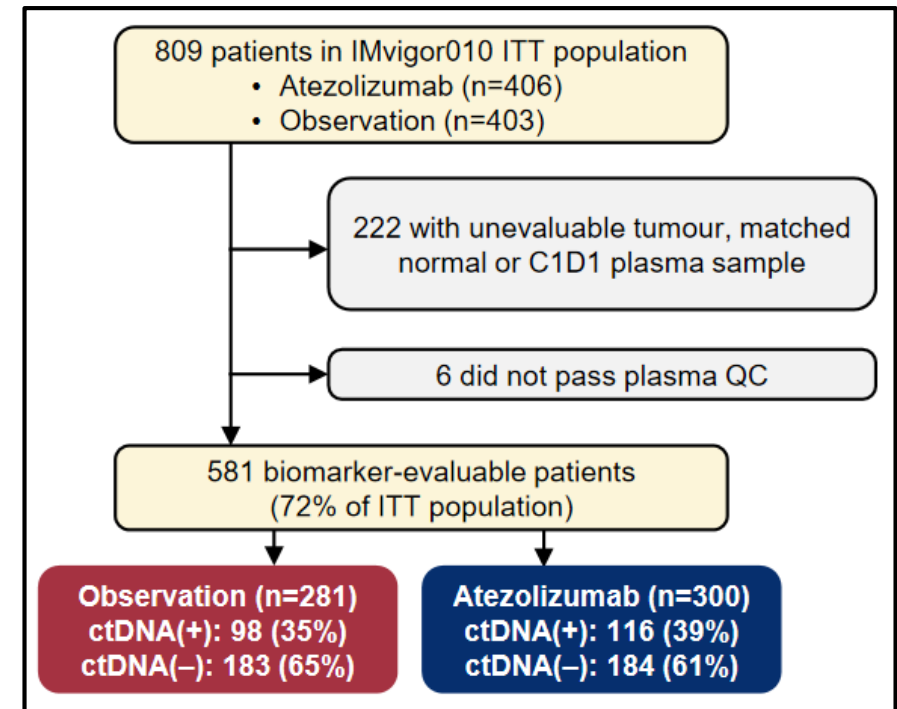 809 patients in IMvigor010 ITT population
• Atezolizumab (n=406)
• Observation (n=403)
222 with unevaluable tumour, matched
normal or C1D1 plasma sample
6 did not pass plasma QC
581 biomarker-evaluable patients
(72% of ITT population)
Observation (n=281)
ctDNA(+): 98 (35%)
ctDNA(–): 183 (65%)
Atezolizumab (n=300)
ctDNA(+): 116 (39%)
ctDNA(–): 184 (61%)